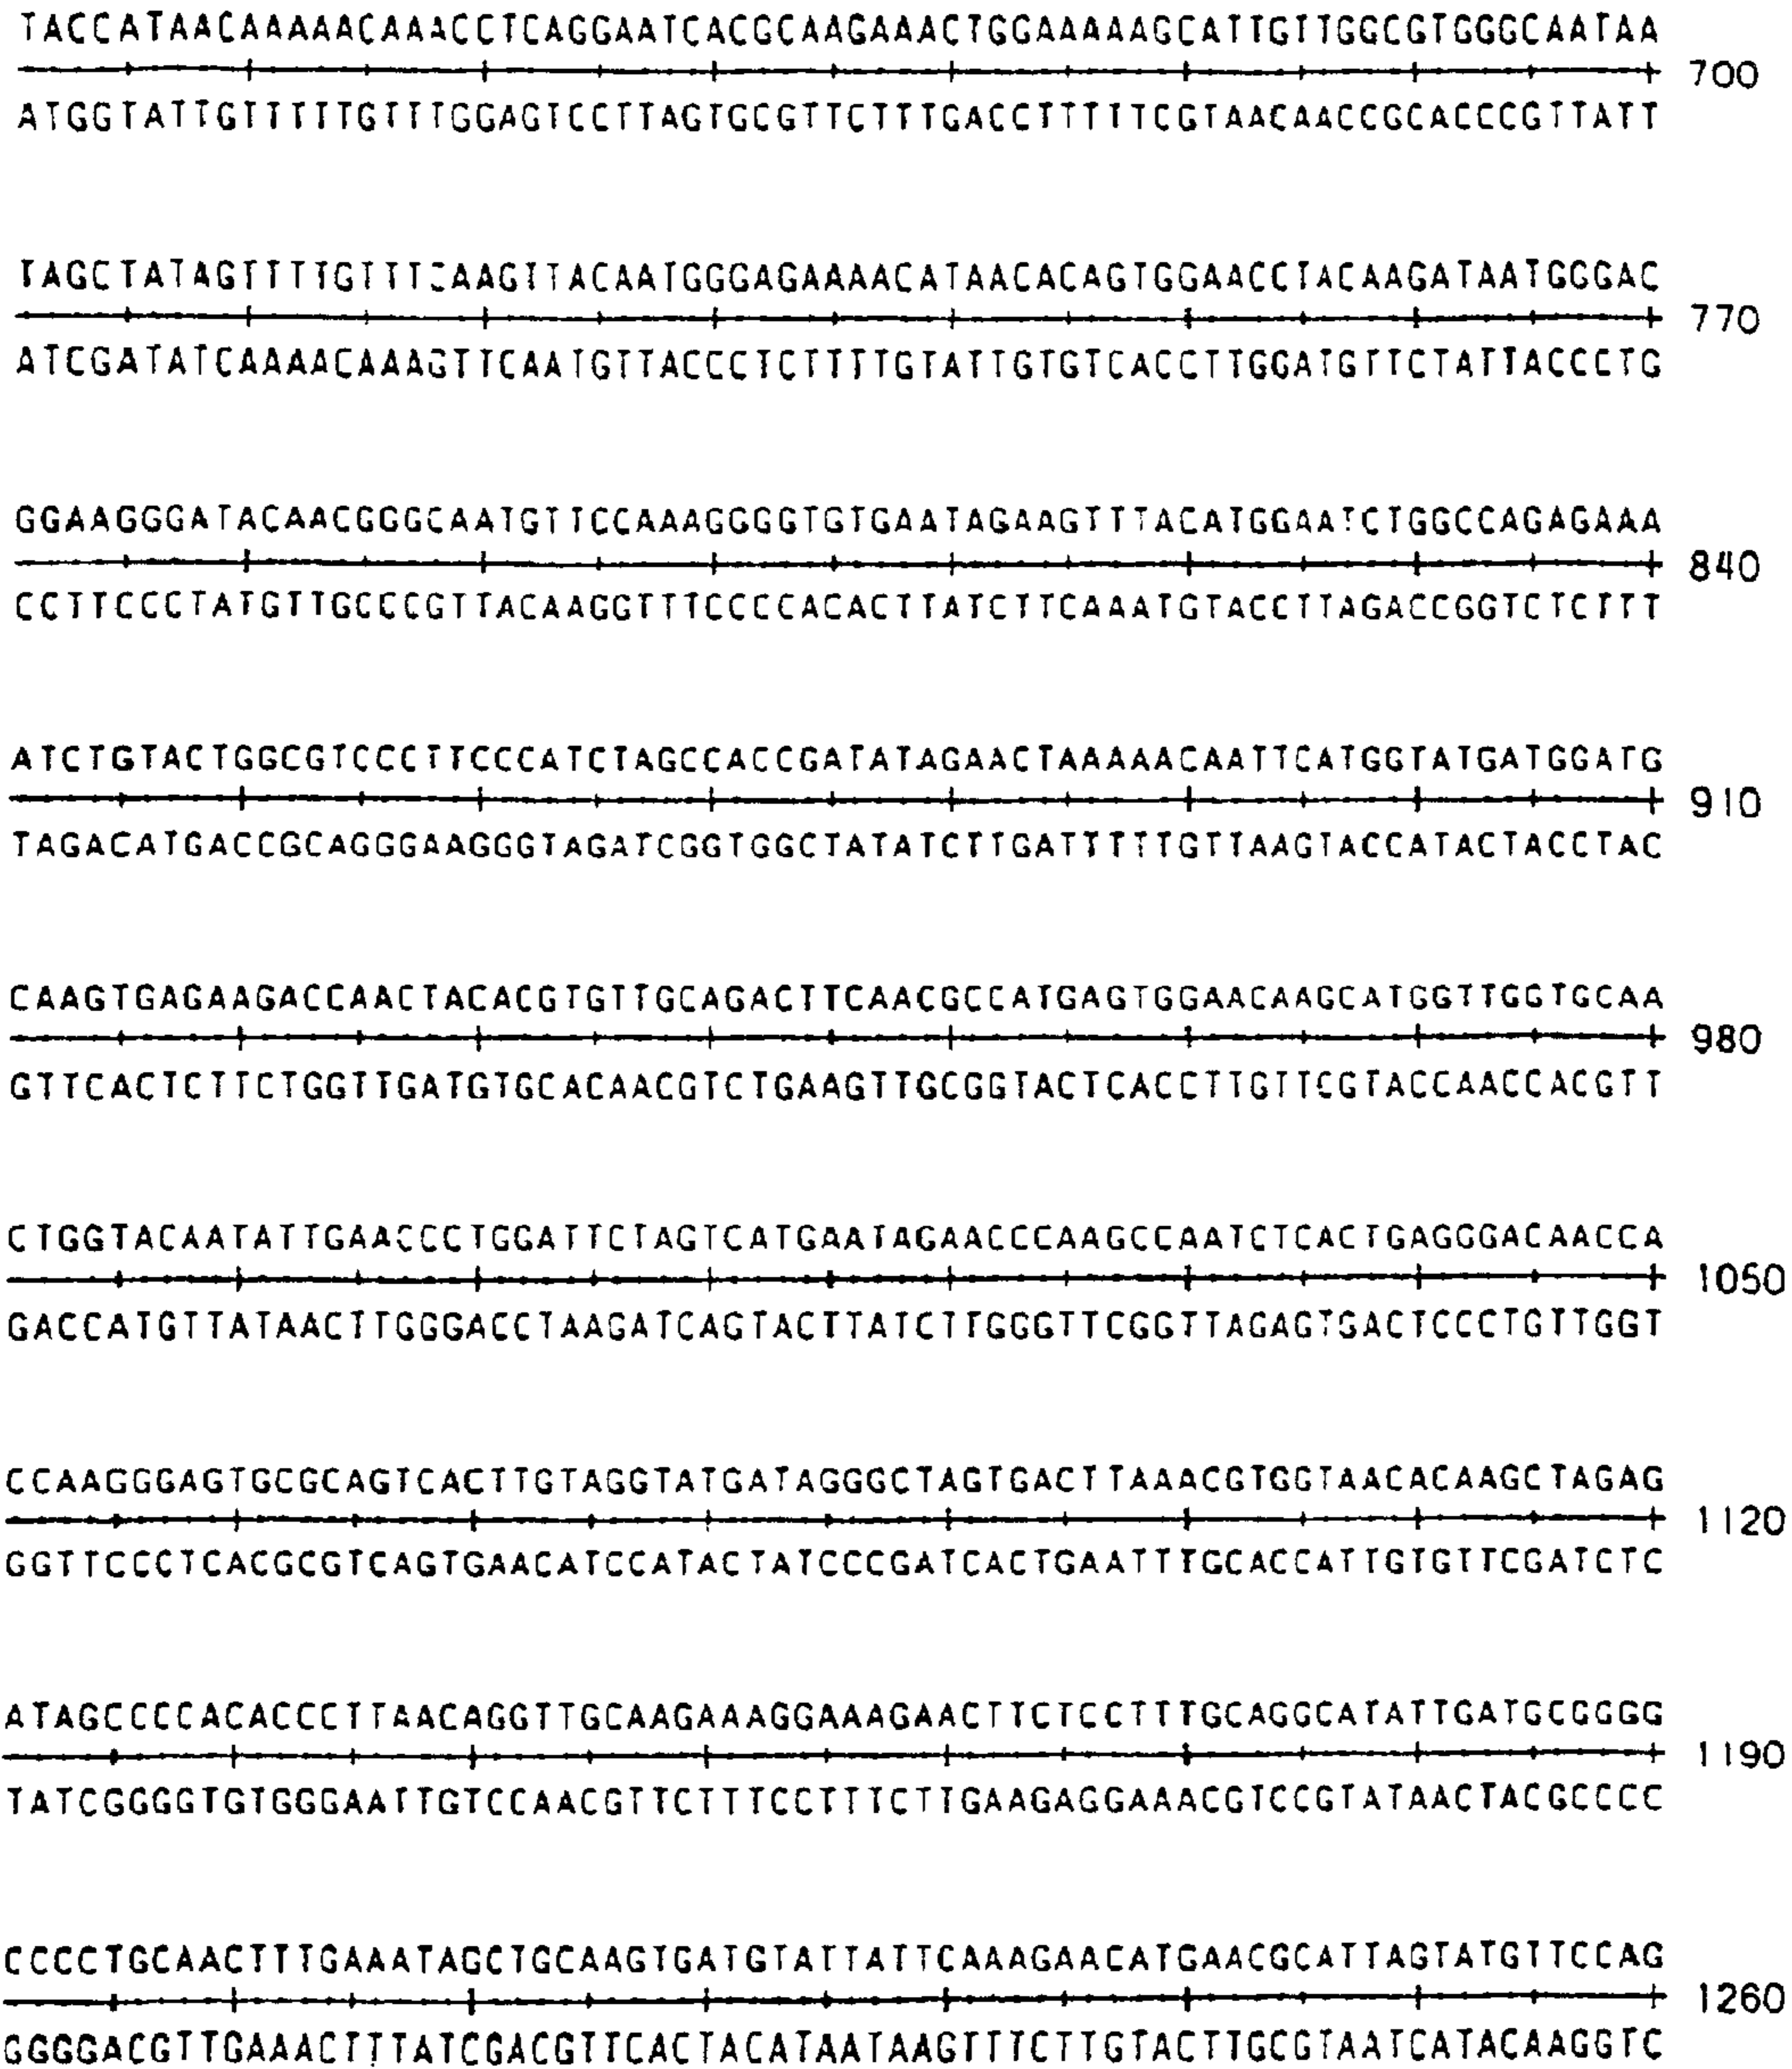 TACCATAACAAAAACAAACCTCAGGAATCACGCAAGAAACTGGAAAAAGCATTGTTGGCGTGGGCAATAA
700
ATGGTATTGTTTTTGTTTGGAGTCCTTAGTGCGTTCTTTGACCTTTTTCGTAACAACCGCACCCGTTATT
TAGCTATAGTTTTGTTTCAAGTTACAATGGGAGAAAACATAACACAGTGGAACCTACAAGATAATGGGAC
770
ATCGATATCAAAACAAAGTTCAATGTTACCCTCTTTTGTATTGTGTCACCTTGGATGTTCTATTACCCTG
GGAAGGGATACAACGGGCAATGTTCCAAAGGGGTGTGAATAGAAGTTTACATGGAATCTGGCCAGAGAAA
840
CCTTCCCTATGTTGCCCGTTACAAGGTTTCCCCACACTTATCTTCAAATGTACCTTAGACCGGTCTCTTT
ATCTGTACTGGCGTCCCTTCCCATCTAGCCACCGATATAGAACTAAAAACAATTCATGGTATGATGGATG
910
TAGACATGACCGCAGGGAAGGGTAGATCGGTGGCTATATCTTGATTTTTGTTAAGTACCATACTACCTAC
CAAGTGAGAAGACCAACTACACGTGTTGCAGACTTCAACGCCATGAGTGGAACAAGCATGGTTGGTGCAA
980
GTTCACTCTTCTGGTTGATGTGCACAACGTCTGAAGTTGCGGTACTCACCTTGTTCGTACCAACCACGTT
CTGGTACAATATTGAACCCTGGATTCTAGTCATGAATAGAACCCAAGCCAATCTCACTGAGGGACAACCA
1050
GACCATGTTATAACTTGGGACCTAAGATCAGTACTTATCTTGGGTTCGGTTAGAGTGACTCCCTGTTGGT
CCAAGGGAGTGCGCAGTCACTTGTAGGTATGATAGGGCTAGTGACTTAAACGTGGTAACACAAGCTAGAG
1120
GGTTCCCTCACGCGTCAGTGAACATCCATACTATCCCGATCACTGAATTTGCACCATTGTGTTCGATCTC
ATAGCCCCACACCCTTAACAGGTTGCAAGAAAGGAAAGAACTTCTCCTTTGCAGGCATATTGATGCGGGG
1190
TATCGGGGTGTGGGAATTGTCCAACGTTCTTTCCTTTCTTGAAGAGGAAACGTCCGTATAACTACGCCCC
CCCCTGCAACTTTGAAATAGCTGCAAGTGATGTATTATTCAAAGAACATGAACGCATTAGTATGTTCCAG
1260
GGGGACGTTGAAACTTTATCGACGTTCACTACATAATAAGTTTCTTGTACTTGCGTAATCATACAAGGTC